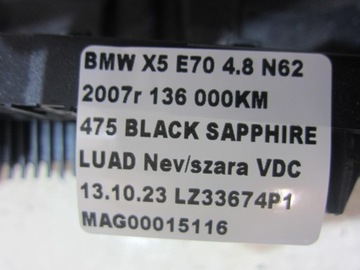 BMW X5 E70 4.8 N62
2007r 136 000KM
475 BLACK SAPPHIRE
LUAD Nev/szara VDC
13.10.23 LZ33674P1
MAG00015116